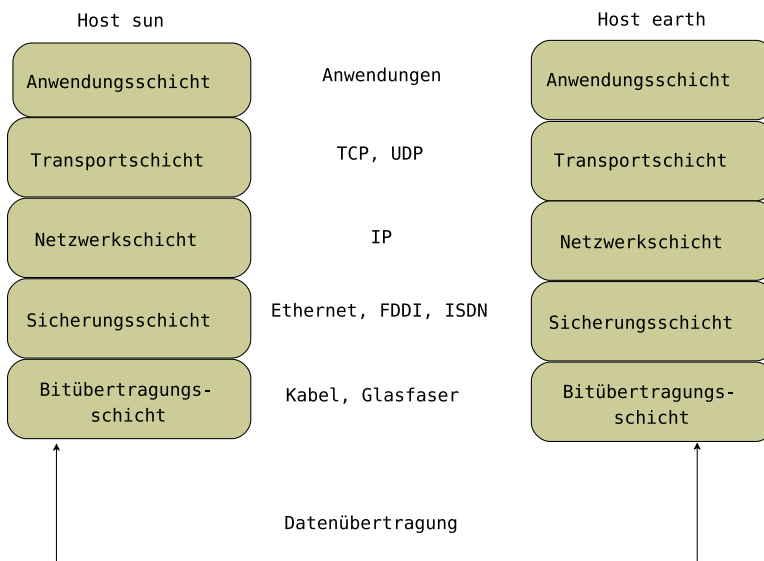 Host sun
Host earth
Anwendungsschicht
Anwendungen
Anwendungsschicht
Transportschicht
TCP, UDP
Transportschicht
Netzwerkschicht
IP
Netzwerkschicht
Sicherungsschicht
Ethernet, FDDI, ISDN
Sicherungsschicht
Bitübertragungs-
schicht
Kabel, Glasfaser
Bitübertragungs-
schicht
Datenübertragung